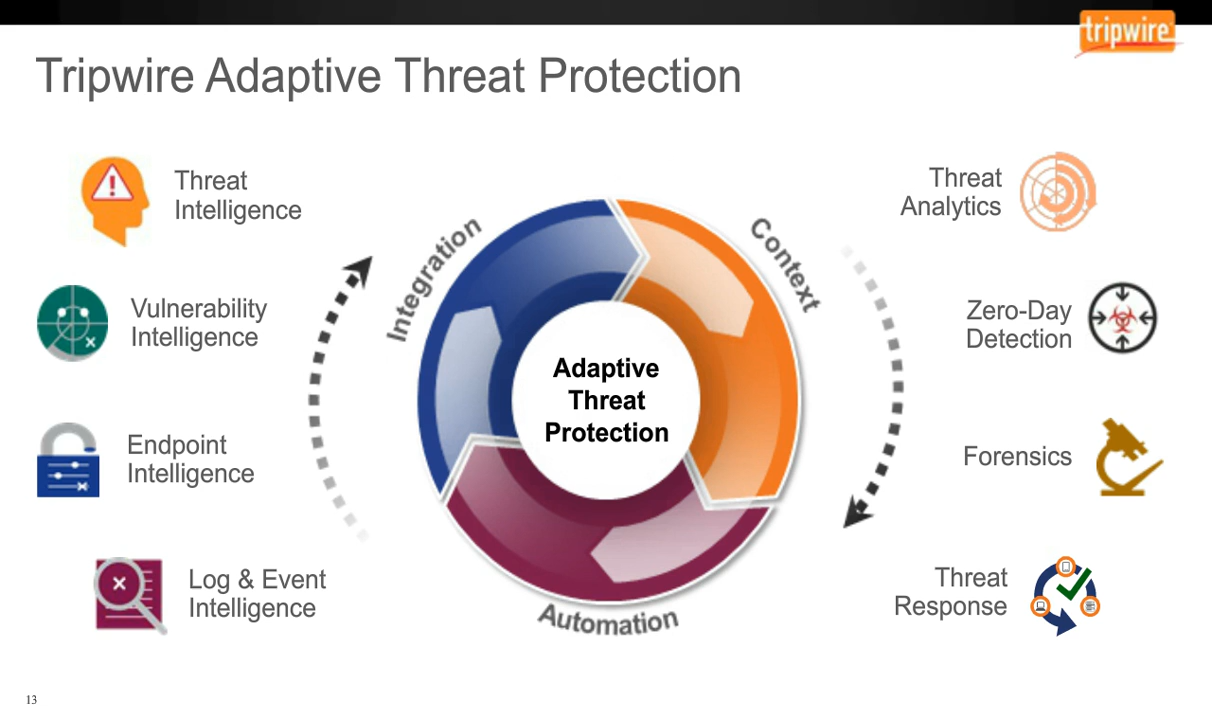 tripwire
Tripwire Adaptive Threat Protection
Threat
Intelligence
Vulnerability
Intelligence
Endpoint
Intelligence
Log & Event
Intelligence
Integration
Context
Automation
Adaptive
Threat
Protection
Threat
Analytics
Zero-Day
Detection
Forensics
Threat
Response
13